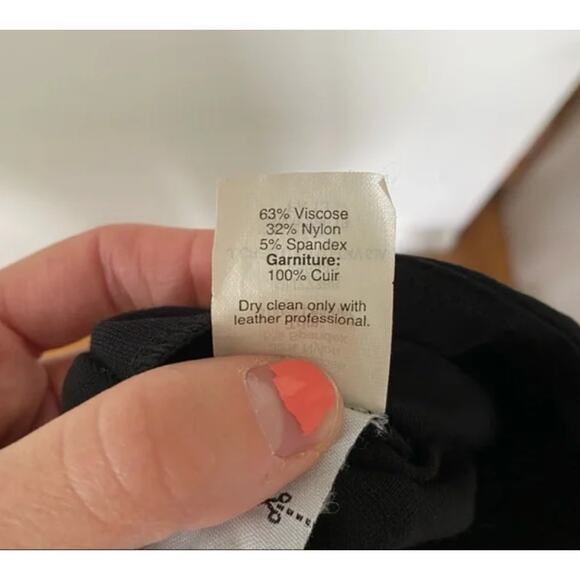 63% Viscose
32% Nylon
5% Spandex
Garniture:
100% Cuir
Dry clean only with
leather professional.